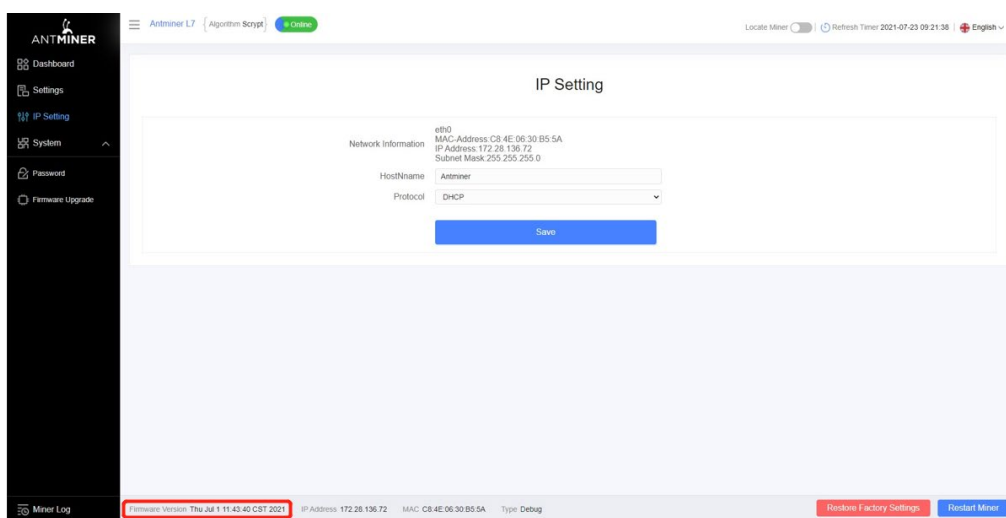 ANTMINER
Dashboard
Settings
IP Setting
System
Password
Firmware Upgrade
Miner Log
Antminer L7 { Algorithm Scrypt } Online
Locate Miner Refresh Timer 2021-07-23 09:21:38 English
IP Setting
Network Information
eth0
MAC-Address:C8:4E:06:30:B5:5A
IP Address:172.28.136.72
Subnet Mask:255.255.255.0
HostNname Antminer
Protocol DHCP
Save
Firmware Version Thu Jul 1 11:43:40 CST 2021 IP Address 172.28.136.72 MAC C8:4E:06:30:B5:5A Type Debug Restore Factory Settings Restart Miner